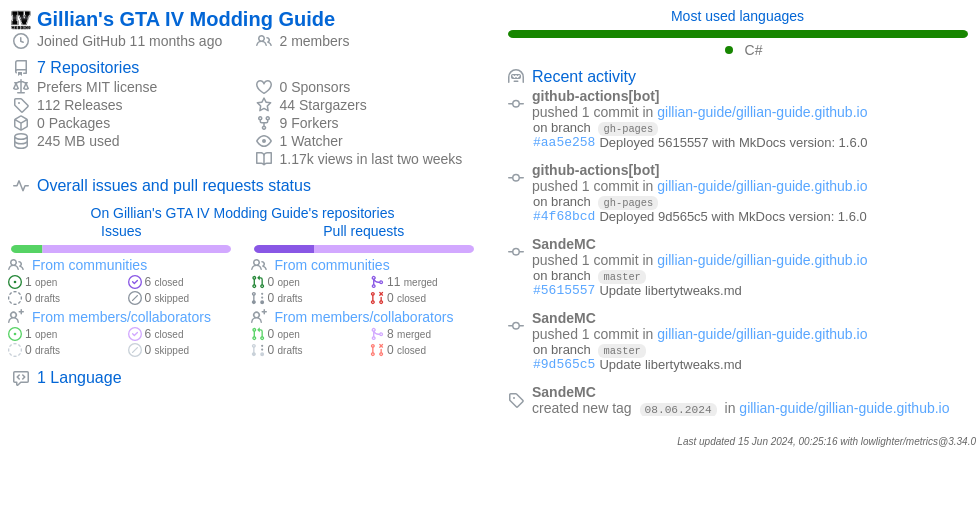 Gillian's GTA IV Modding Guide
Joined GitHub 11 months ago
2 members
7 Repositories
Prefers MIT license
112 Releases
0 Packages
245 MB used
0 Sponsors
44 Stargazers
9 Forkers
1 Watcher
1.17k views in last two weeks
Overall issues and pull requests status
On Gillian's GTA IV Modding Guide's repositories
Issues
From communities
1 open
6 closed
0 drafts
0 skipped
From members/collaborators
1 open
6 closed
0 drafts
0 skipped
Pull requests
From communities
0 open
11 merged
0 drafts
0 closed
From members/collaborators
0 open
8 merged
0 drafts
0 closed
1 Language
Most used languages
C#
Recent activity
github-actions[bot]
pushed 1 commit in gillian-guide/gillian-guide.github.io
on branch gh-pages
#aa5e258 Deployed 5615557 with MkDocs version: 1.6.0
github-actions[bot]
pushed 1 commit in gillian-guide/gillian-guide.github.io
on branch gh-pages
#4f68bcd Deployed 9d565c5 with MkDocs version: 1.6.0
SandeMC
pushed 1 commit in gillian-guide/gillian-guide.github.io
on branch master
#5615557 Update libertytweaks.md
SandeMC
pushed 1 commit in gillian-guide/gillian-guide.github.io
on branch master
#9d565c5 Update libertytweaks.md
SandeMC
created new tag 08.06.2024 in gillian-guide/gillian-guide.github.io
Last updated 15 Jun 2024, 00:25:16 with lowlighter/metrics@3.34.0